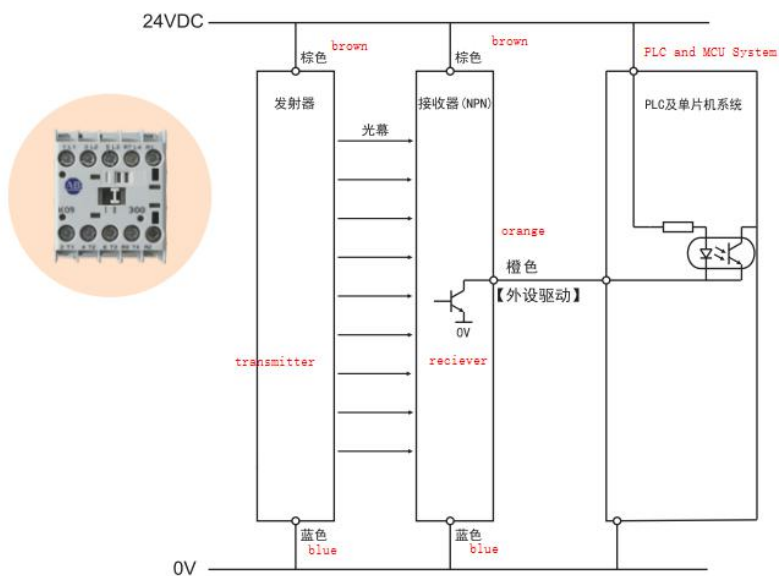 24VDC
棕色
brown
棕色
brown
PLC and MCU System
发射器
接收器(NPN)
PLC及单片机系统
光幕
AB
300
orange
橙色
【外设驱动】
0V
transmitter
reciever
蓝色
blue
蓝色
blue
0V